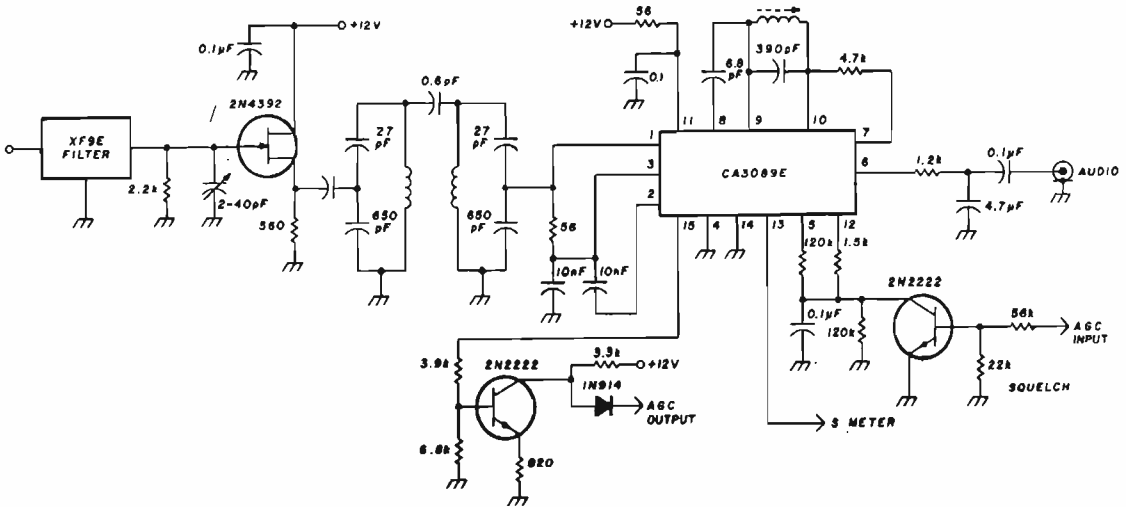 56
+12V
0.1
6.8
pF
390pF
4.7k
0.1µF
+12V
2N4392
0.6pF
XF9E
FILTER
2.2k
2-40pF
560
27
pF
650
pF
27
pF
650
pF
56
10nF
10nF
11
8
9
10
1
3
2
7
6
CA3089E
15
4
14
13
5
12
1.2k
0.1µF
AUDIO
4.7µF
120k
1.5k
2N2222
0.1µF
120k
56k
AGC
INPUT
22k
SQUELCH
S METER
3.9k
2N2222
3.3k
+12V
1N914
AGC
OUTPUT
6.8k
820